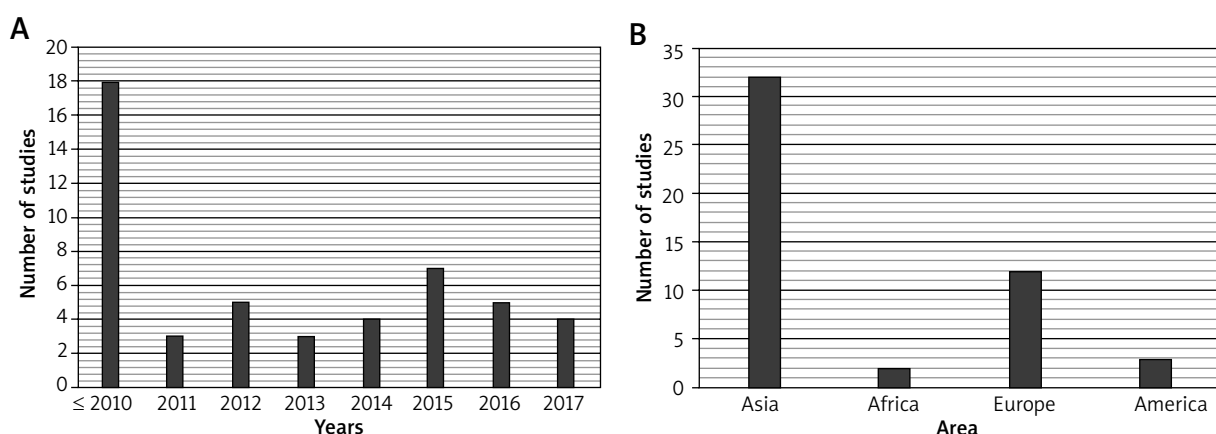 A
Number of studies
20
18
16
14
12
10
8
6
4
2
0
≤ 2010 2011 2012 2013 2014 2015 2016 2017
Years
B
Number of studies
35
30
25
20
15
10
5
0
Asia Africa Europe America
Area